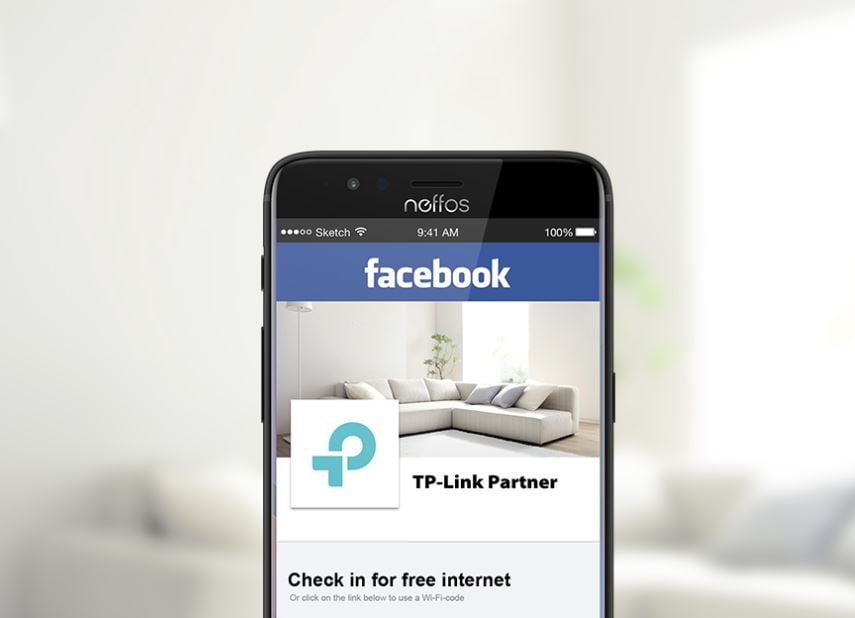 neffos
Sketch 9:41 AM 100%
facebook
TP-Link Partner
Check in for free internet
Or click on the link below to use a Wi-Fi-code